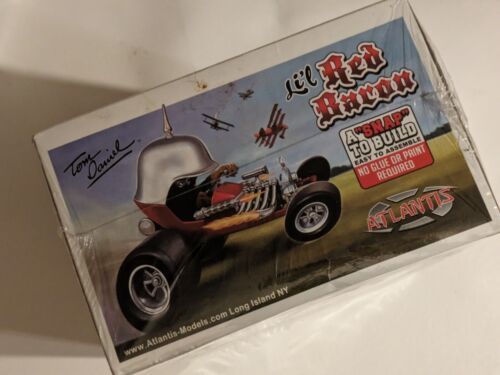 Li'l Red
Baron
A "SNAP"
TO BUILD
EASY TO ASSEMBLE
NO GLUE OR PAINT
REQUIRED
Tom
Daniel
ATLANTIS
www.Atlantis-Models.com Long Island NY